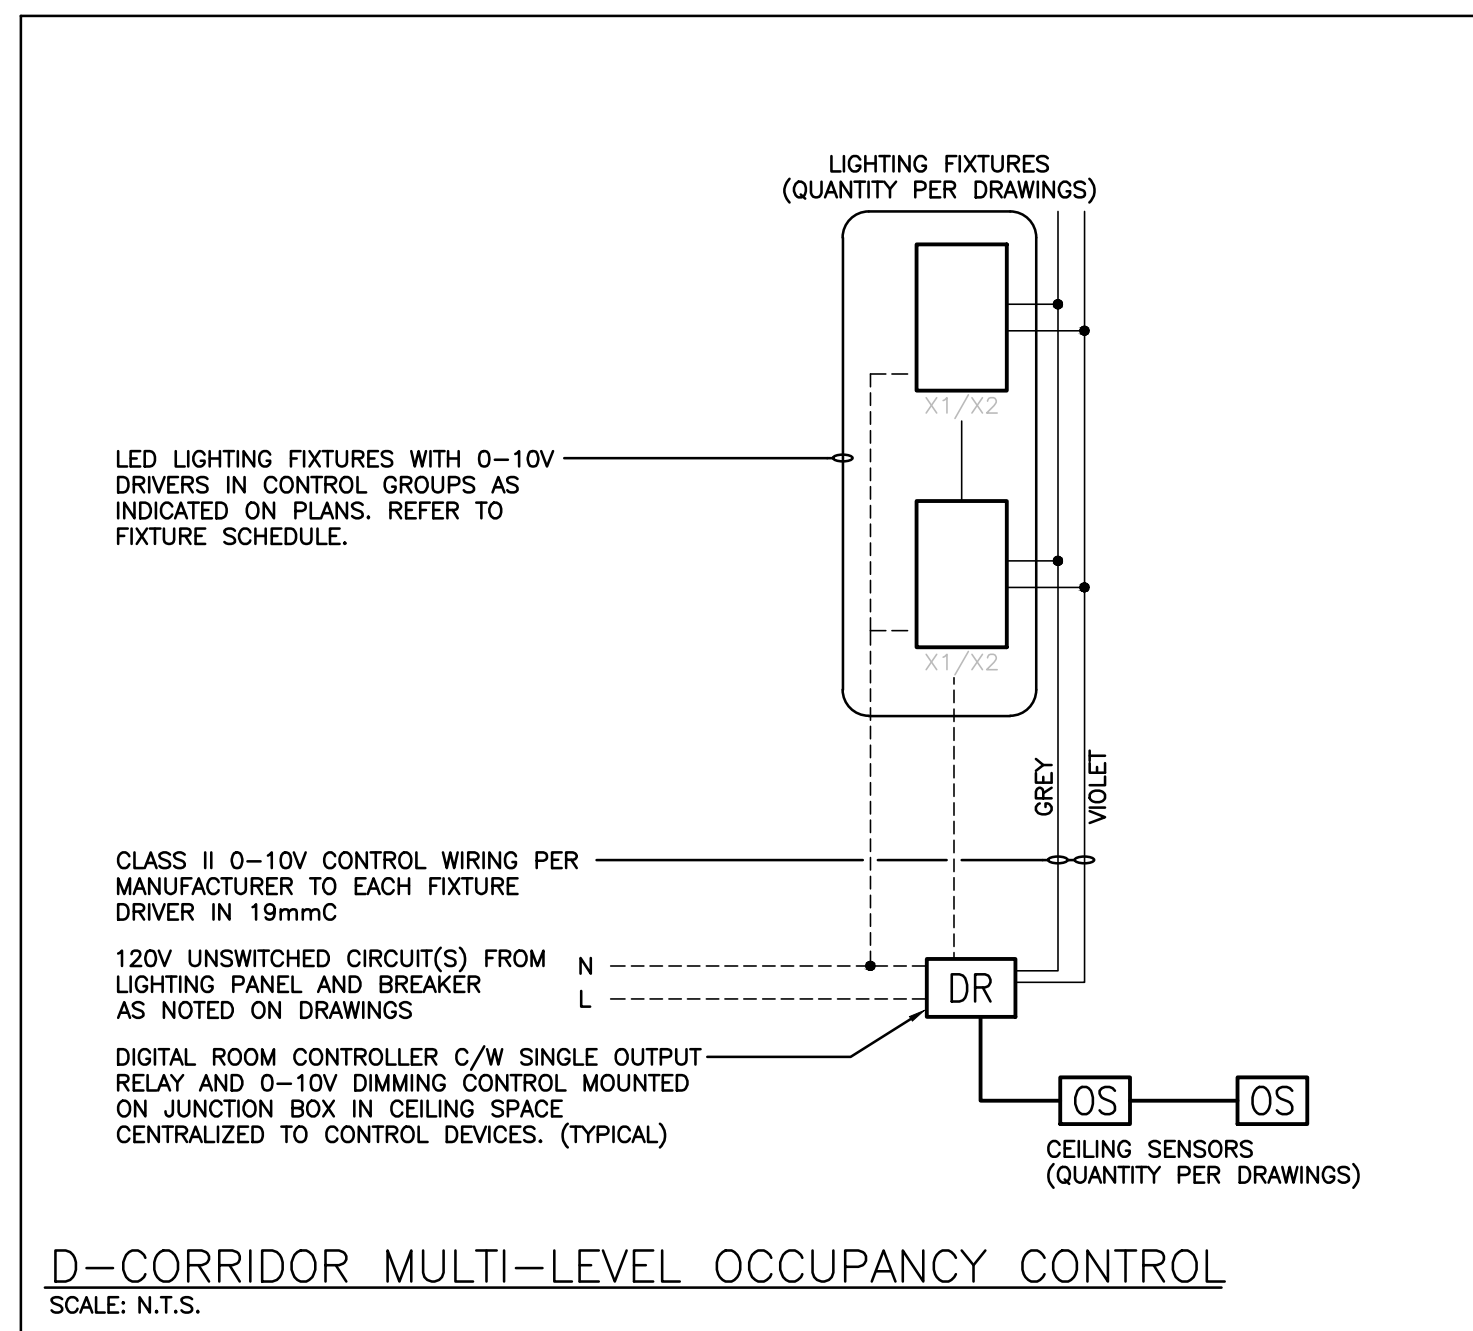 LIGHTING FIXTURES
(QUANTITY PER DRAWINGS)
X1/X2
LED LIGHTING FIXTURES WITH 0-10V
DRIVERS IN CONTROL GROUPS AS
INDICATED ON PLANS. REFER TO
FIXTURE SCHEDULE.
X1/X2
GREY
VIOLET
CLASS II 0-10V CONTROL WIRING PER
MANUFACTURER TO EACH FIXTURE
DRIVER IN 19mmC
120V UNSWITCHED CIRCUIT(S) FROM
LIGHTING PANEL AND BREAKER
AS NOTED ON DRAWINGS
N
L
DR
DIGITAL ROOM CONTROLLER C/W SINGLE OUTPUT
RELAY AND 0-10V DIMMING CONTROL MOUNTED
ON JUNCTION BOX IN CEILING SPACE
CENTRALIZED TO CONTROL DEVICES. (TYPICAL)
OS
OS
CEILING SENSORS
(QUANTITY PER DRAWINGS)
D-CORRIDOR MULTI-LEVEL OCCUPANCY CONTROL
SCALE: N.T.S.